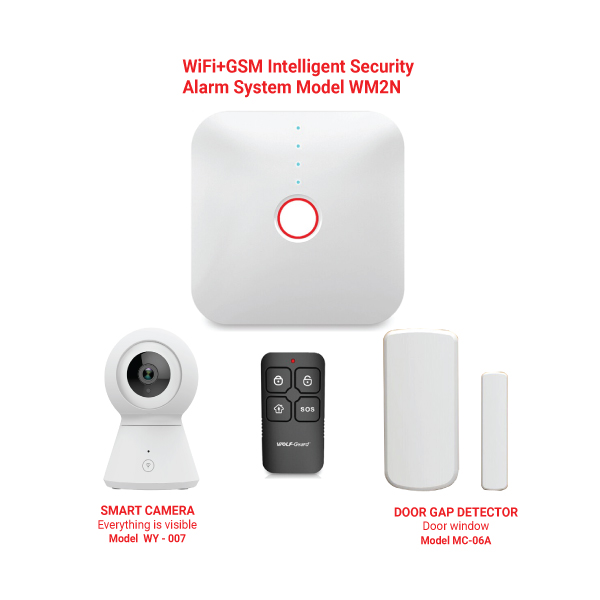 WiFi+GSM Intelligent Security
Alarm System Model WM2N
SOS
WOLF-Guard
SMART CAMERA
Everything is visible
Model WY - 007
DOOR GAP DETECTOR
Door window
Model MC-06A